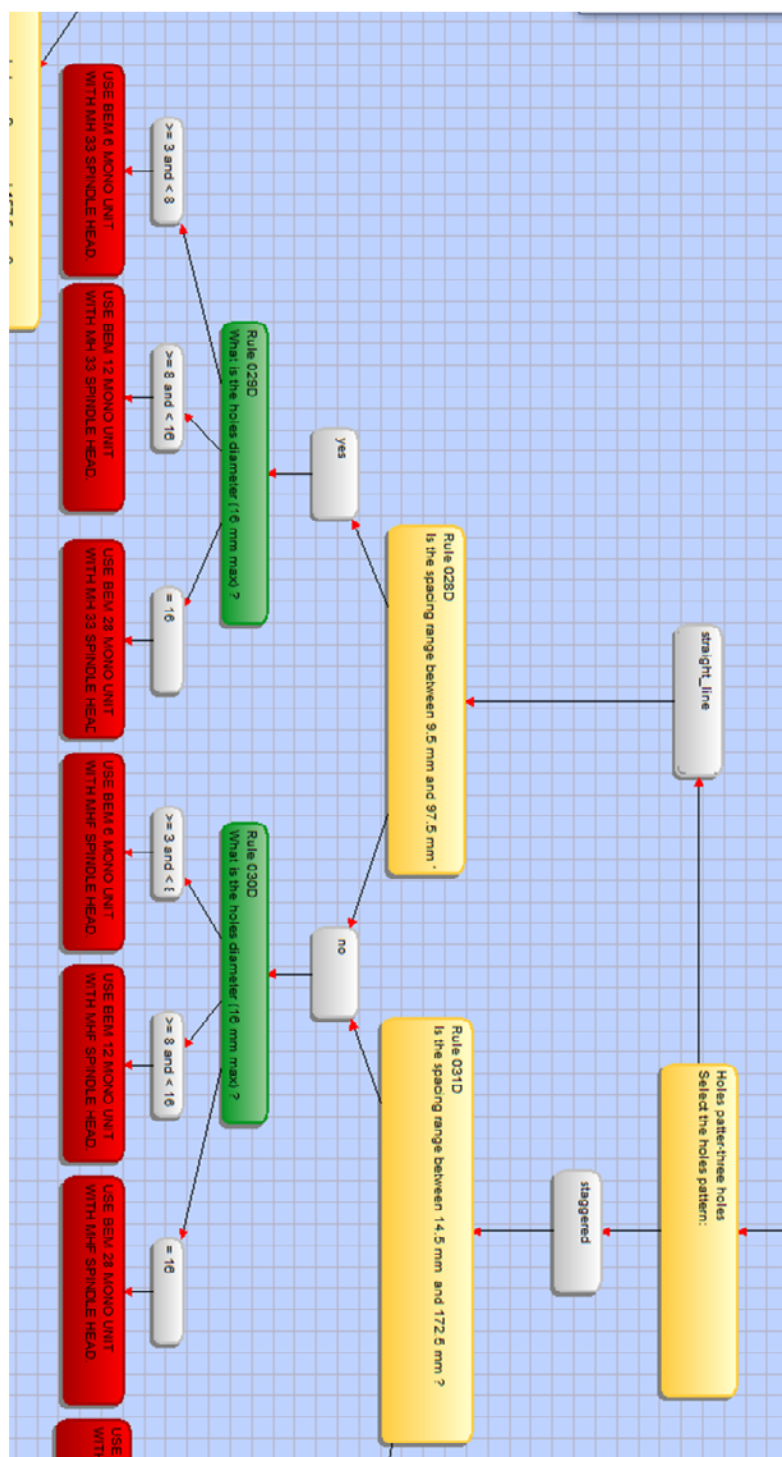 Holes patter-three holes
Select the holes pattern:
straight_line
staggered
Rule 028D
Is the spacing range between 9.5 mm and 97.5 mm
Rule 031D
Is the spacing range between 14.5 mm and 172.5 mm ?
yes
no
Rule 029D
What is the holes diameter (16 mm max) ?
Rule 030D
What is the holes diameter (16 mm max) ?
>= 3 and < 8
>= 8 and < 16
= 16
>= 3 and <
>= 8 and < 16
= 16
USE BEM 6 MONO UNIT
WITH MH 33 SPINDLE HEAD.
USE BEM 12 MONO UNIT
WITH MH 33 SPINDLE HEAD.
USE BEM 28 MONO UNIT
WITH MH 33 SPINDLE HEAD
USE BEM 6 MONO UNIT
WITH MHF SPINDLE HEAD.
USE BEM 12 MONO UNIT
WITH MHF SPINDLE HEAD.
USE BEM 28 MONO UNIT
WITH MHF SPINDLE HEAD
USE
WITH